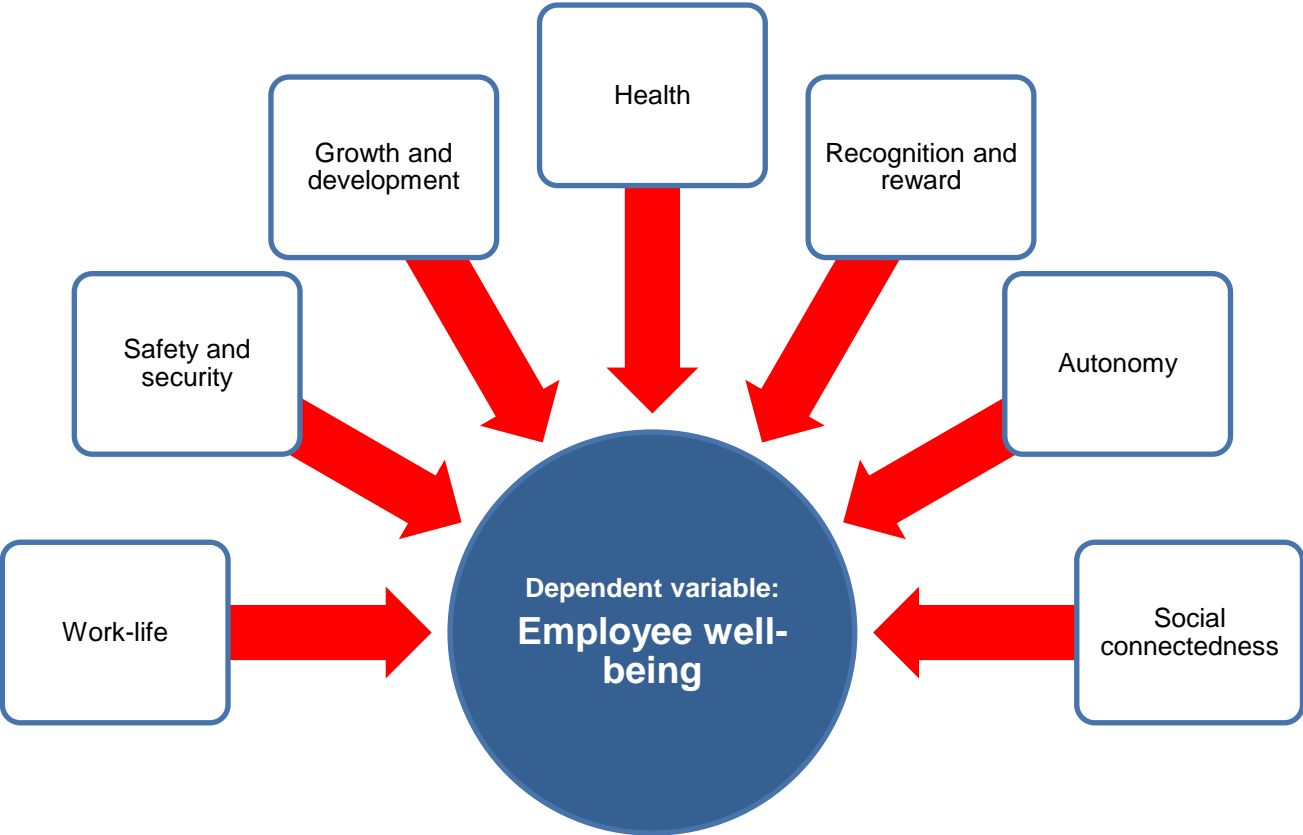 Health
Growth and
development
Recognition and
reward
Safety and
security
Autonomy
Work-life
Dependent variable:
Employee well-
being
Social
connectedness